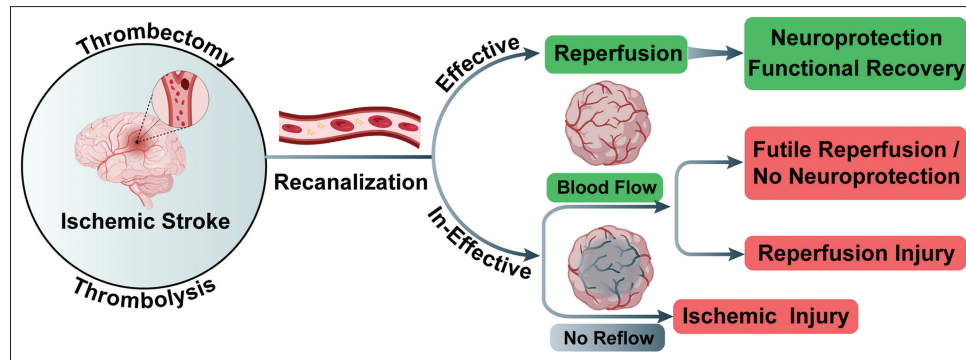 Thrombectomy
Ischemic Stroke
Thrombolysis
Recanalization
Effective
In-Effective
Reperfusion
Neuroprotection
Functional Recovery
Blood Flow
Futile Reperfusion /
No Neuroprotection
Reperfusion Injury
No Reflow
Ischemic Injury